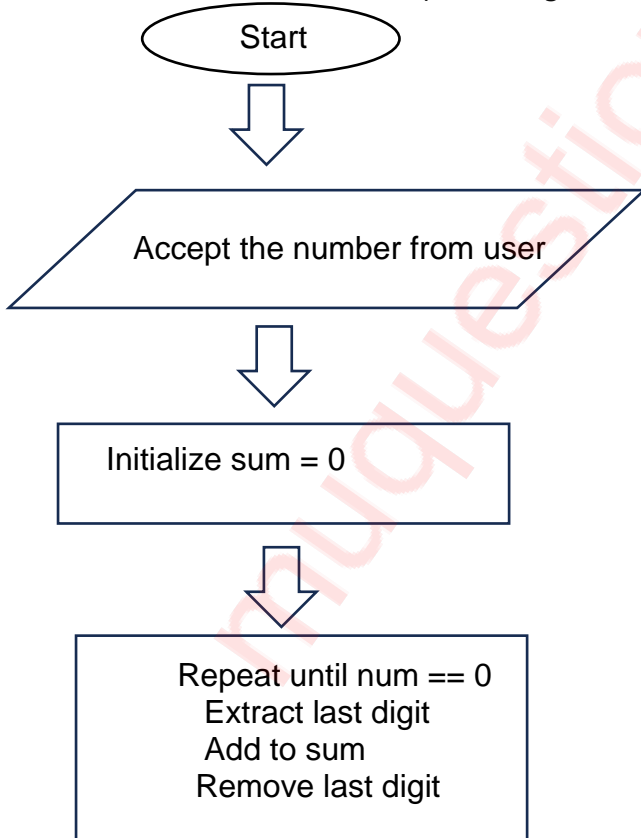 Start
Accept the number from user
Initialize sum = 0
Repeat until num == 0
Extract last digit
Add to sum
Remove last digit